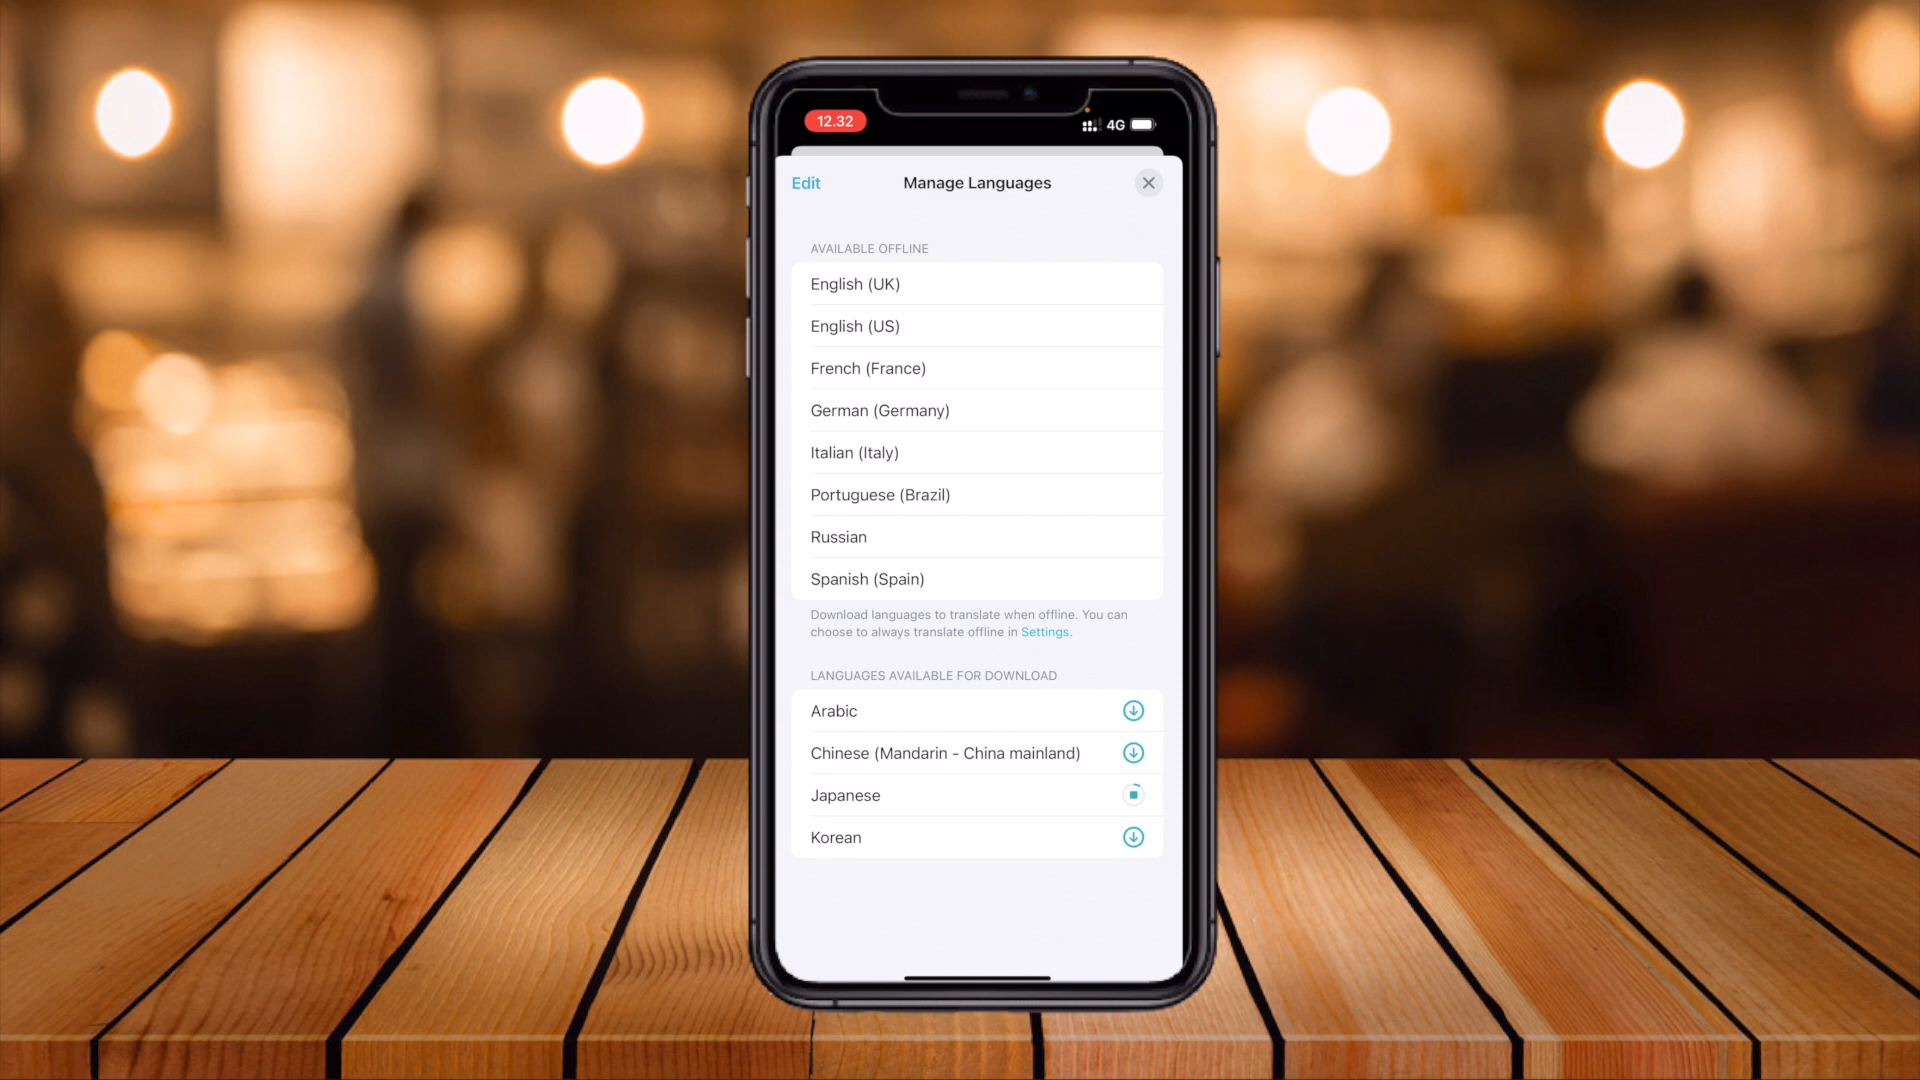 12.32
4G
Edit
Manage Languages
AVAILABLE OFFLINE
English (UK)
English (US)
French (France)
German (Germany)
Italian (Italy)
Portuguese (Brazil)
Russian
Spanish (Spain)
Download languages to translate when offline. You can
choose to always translate offline in Settings.
LANGUAGES AVAILABLE FOR DOWNLOAD
Arabic
Chinese (Mandarin - China mainland)
Japanese
Korean